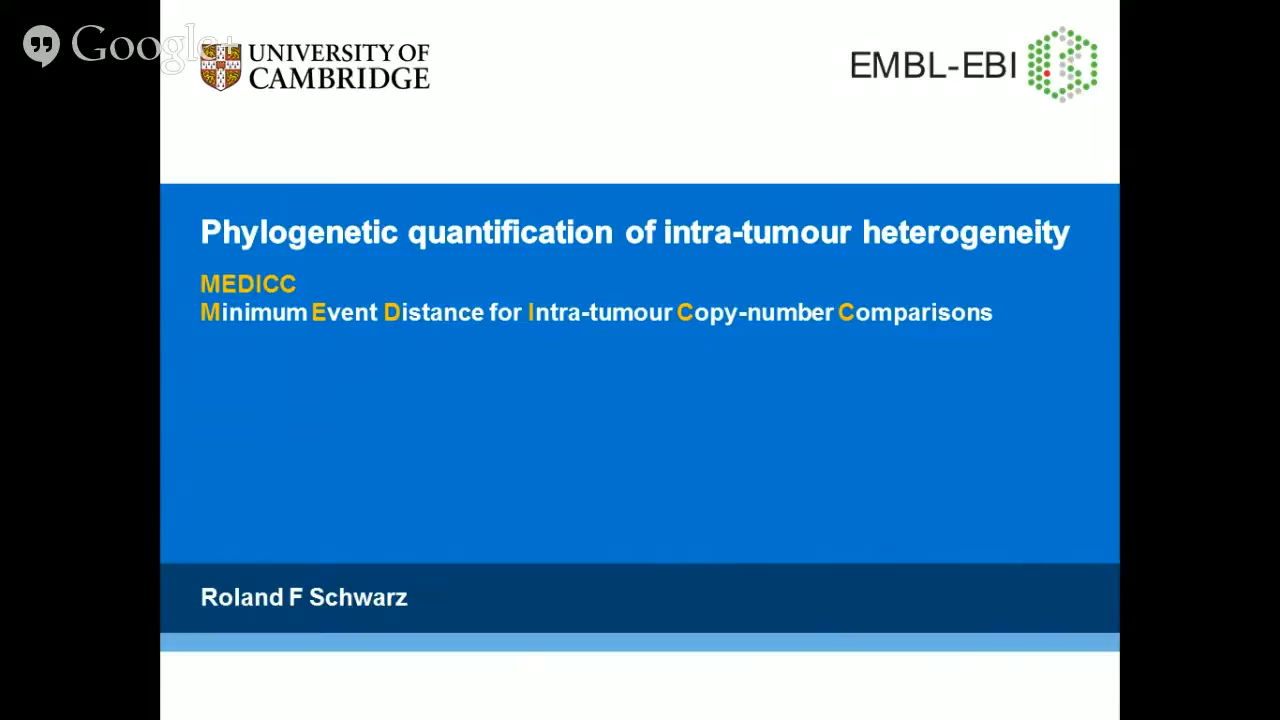 Google+
UNIVERSITY OF
CAMBRIDGE
EMBL-EBI
Phylogenetic quantification of intra-tumour heterogeneity
MEDICC
Minimum Event Distance for Intra-tumour Copy-number Comparisons
Roland F Schwarz